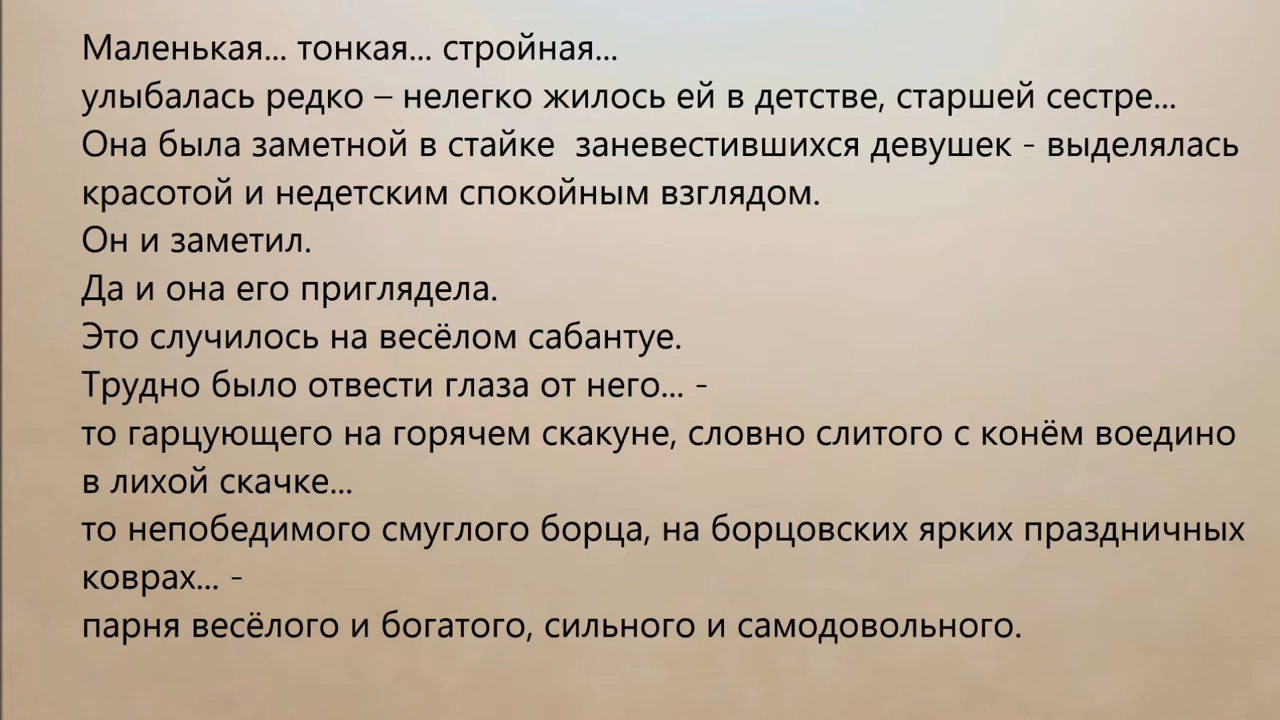 Маленькая... тонкая... стройная...
улыбалась редко – нелегко жилось ей в детстве, старшей сестре...
Она была заметной в стайке  заневестившихся девушек - выделялась
красотой и недетским спокойным взглядом.
Он и заметил.
Да и она его приглядела.
Это случилось на весёлом сабантуе.
Трудно было отвести глаза от него... -
то гарцующего на горячем скакуне, словно слитого с конём воедино
в лихой скачке...
то непобедимого смуглого борца, на борцовских ярких праздничных
коврах... -
парня весёлого и богатого, сильного и самодовольного.